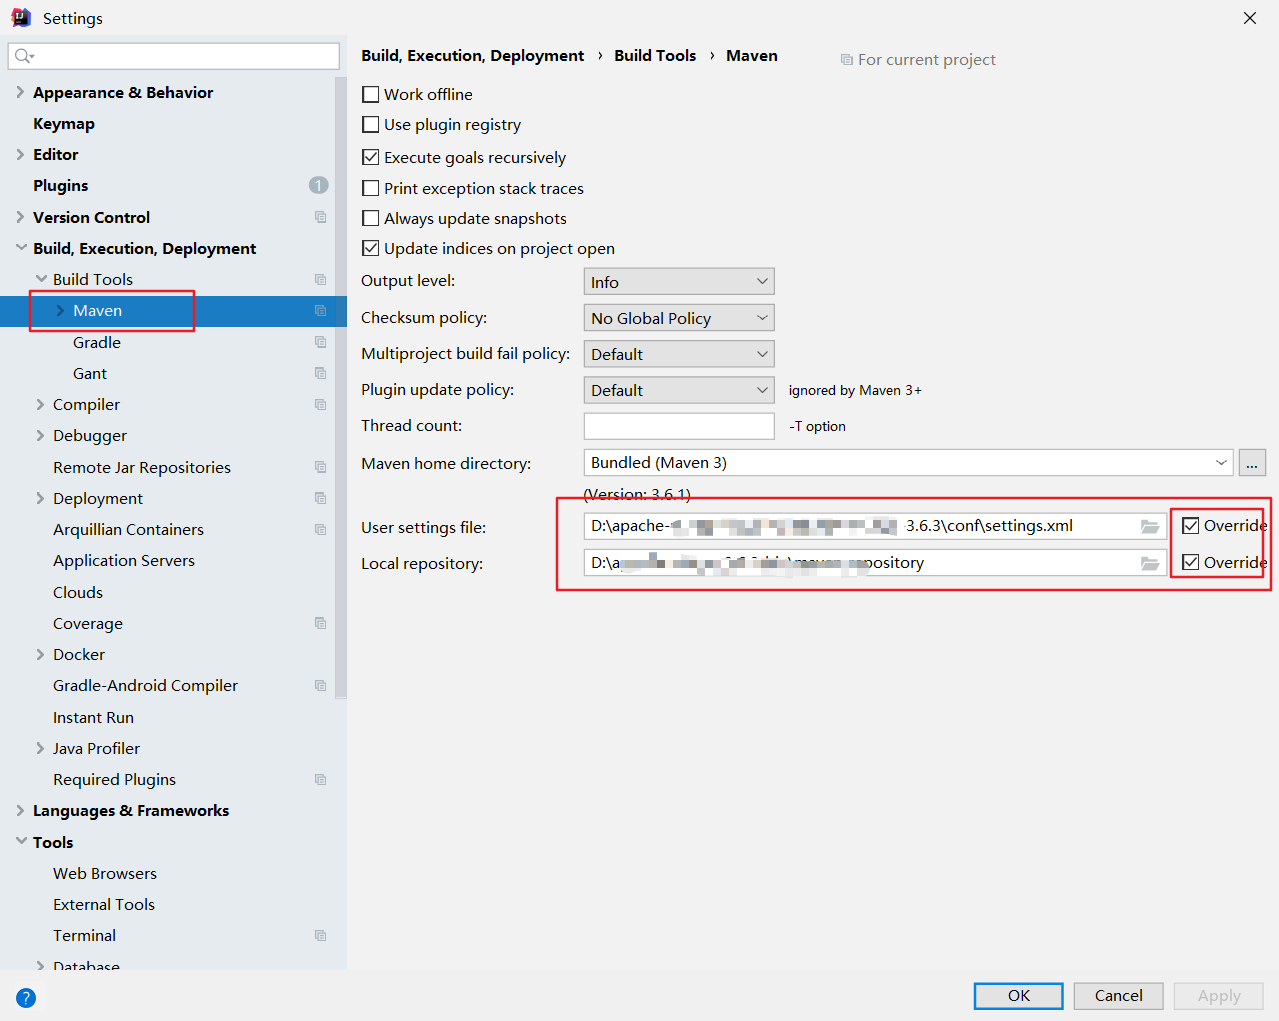 Settings
Appearance & Behavior
Keymap
Editor
Plugins 1
Version Control
Build, Execution, Deployment
Build Tools
Maven
Gradle
Gant
Compiler
Debugger
Remote Jar Repositories
Deployment
Arquillian Containers
Application Servers
Clouds
Coverage
Docker
Gradle-Android Compiler
Instant Run
Java Profiler
Required Plugins
Languages & Frameworks
Tools
Web Browsers
External Tools
Terminal
Database
Build, Execution, Deployment › Build Tools › Maven For current project
Work offline
Use plugin registry
Execute goals recursively
Print exception stack traces
Always update snapshots
Update indices on project open
Output level: Info
Checksum policy: No Global Policy
Multiproject build fail policy: Default
Plugin update policy: Default ignored by Maven 3+
Thread count: -T option
Maven home directory: Bundled (Maven 3) ...
(Version: 3.6.1)
User settings file: D:\apache- 3.6.3\conf\settings.xml Override
Local repository: D:\a pository Override
? OK Cancel Apply